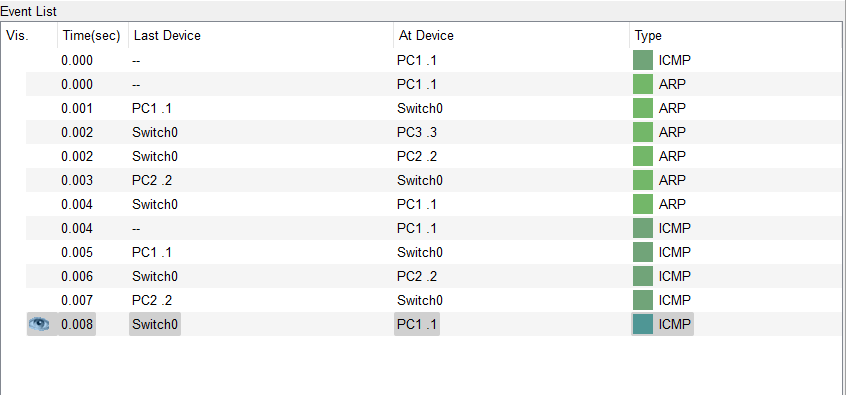 Event List
Vis. Time(sec) Last Device At Device Type
0.000 -- PC1 .1 ICMP
0.000 -- PC1 .1 ARP
0.001 PC1 .1 Switch0 ARP
0.002 Switch0 PC3 .3 ARP
0.002 Switch0 PC2 .2 ARP
0.003 PC2 .2 Switch0 ARP
0.004 Switch0 PC1 .1 ARP
0.004 -- PC1 .1 ICMP
0.005 PC1 .1 Switch0 ICMP
0.006 Switch0 PC2 .2 ICMP
0.007 PC2 .2 Switch0 ICMP
0.008 Switch0 PC1 .1 ICMP